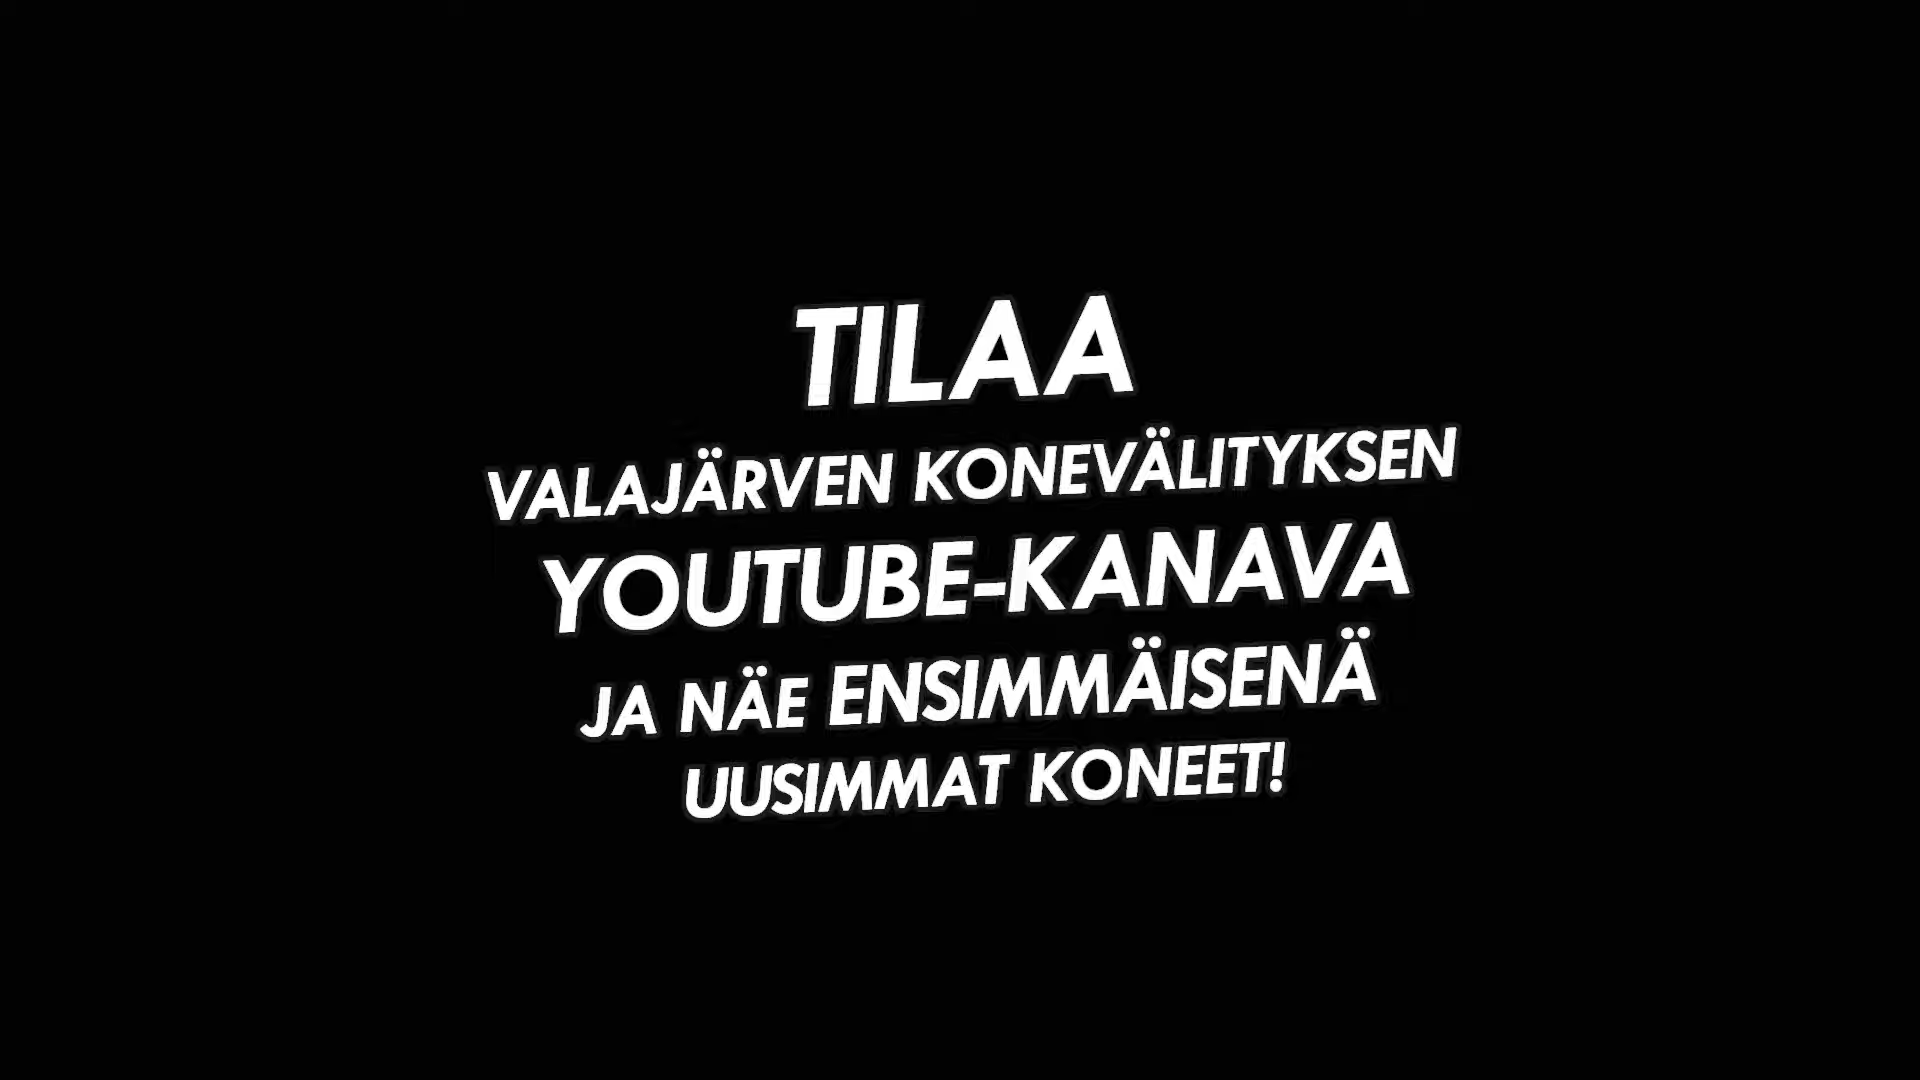 TILAA
VALAJÄRVEN KONEVÄLITYKSEN
YOUTUBE-KANAVA
JA NÄE ENSIMMÄISENÄ
UUSIMMAT KONEET!